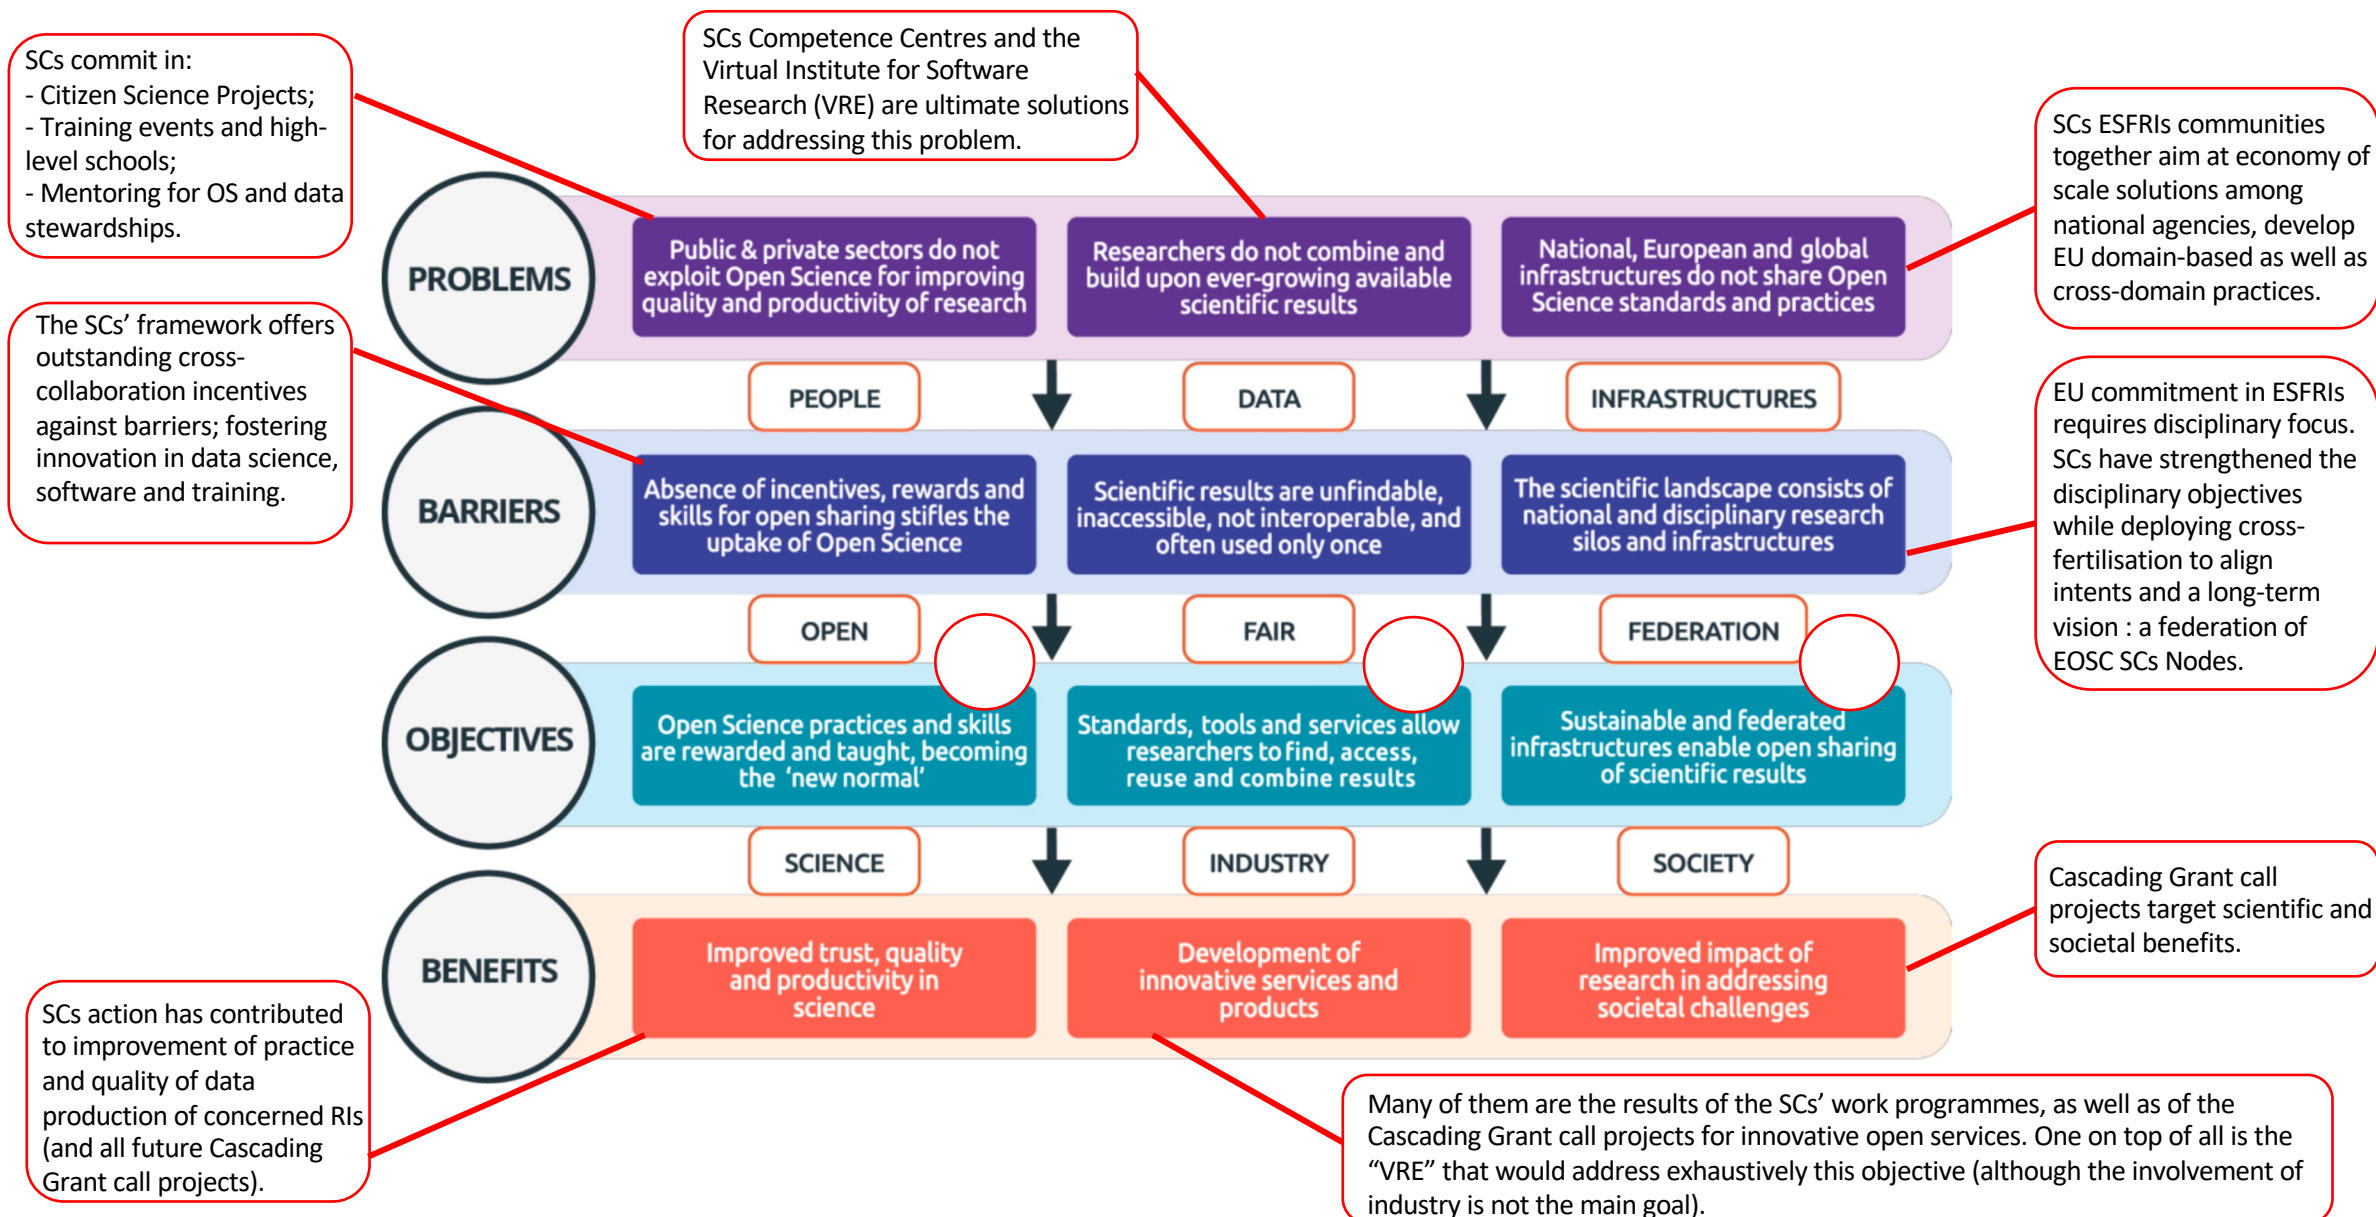 SCs commit in:
- Citizen Science Projects;
- Training events and high-
level schools;
- Mentoring for OS and data
stewardships.
SCs Competence Centres and the
Virtual Institute for Software
Research (VRE) are ultimate solutions
for addressing this problem.
SCs ESFRIs communities
together aim at economy of
scale solutions among
national agencies, develop
EU domain-based as well as
cross-domain practices.
PROBLEMS
Public & private sectors do not
exploit Open Science for improving
quality and productivity of research
Researchers do not combine and
build upon ever-growing available
scientific results
National, European and global
infrastructures do not share Open
Science standards and practices
The SCs’ framework offers
outstanding cross-
collaboration incentives
against barriers; fostering
innovation in data science,
software and training.
PEOPLE
DATA
INFRASTRUCTURES
EU commitment in ESFRIs
requires disciplinary focus.
SCs have strengthened the
disciplinary objectives
while deploying cross-
fertilisation to align
intents and a long-term
vision : a federation of
EOSC SCs Nodes.
BARRIERS
Absence of incentives, rewards and
skills for open sharing stifles the
uptake of Open Science
Scientific results are unfindable,
inaccessible, not interoperable, and
often used only once
The scientific landscape consists of
national and disciplinary research
silos and infrastructures
OPEN
FAIR
FEDERATION
OBJECTIVES
Open Science practices and skills
are rewarded and taught, becoming
the ‘new normal’
Standards, tools and services allow
researchers to find, access,
reuse and combine results
Sustainable and federated
infrastructures enable open sharing
of scientific results
SCIENCE
INDUSTRY
SOCIETY
Cascading Grant call
projects target scientific and
societal benefits.
BENEFITS
Improved trust, quality
and productivity in
science
Development of
innovative services and
products
Improved impact of
research in addressing
societal challenges
SCs action has contributed
to improvement of practice
and quality of data
production of concerned RIs
(and all future Cascading
Grant call projects).
Many of them are the results of the SCs’ work programmes, as well as of the
Cascading Grant call projects for innovative open services. One on top of all is the
“VRE” that would address exhaustively this objective (although the involvement of
industry is not the main goal).